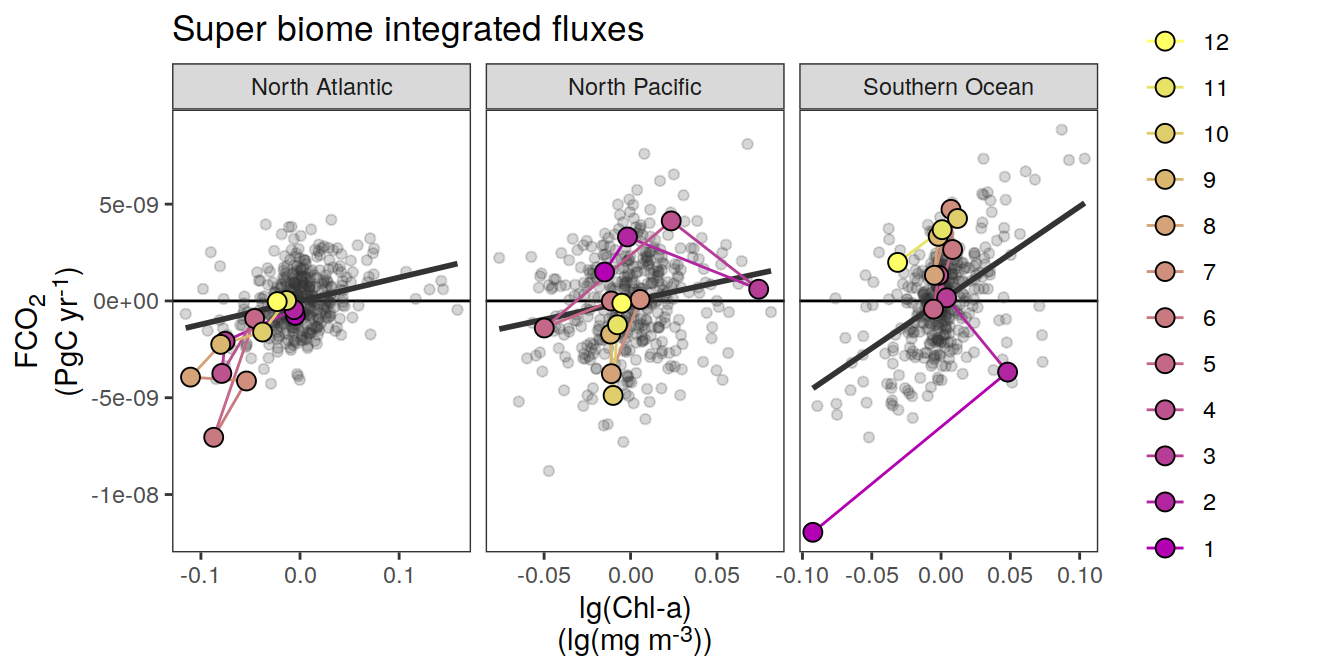 Super biome integrated fluxes
North Atlantic
North Pacific
Southern Ocean
FCO2
(PgC yr-1)
5e-09
0e+00
-5e-09
-1e-08
-0.1 0.0 0.1
-0.05 0.00 0.05
-0.10 -0.05 0.00 0.05 0.10
lg(Chl-a)
(lg(mg m-3))
12
11
10
9
8
7
6
5
4
3
2
1